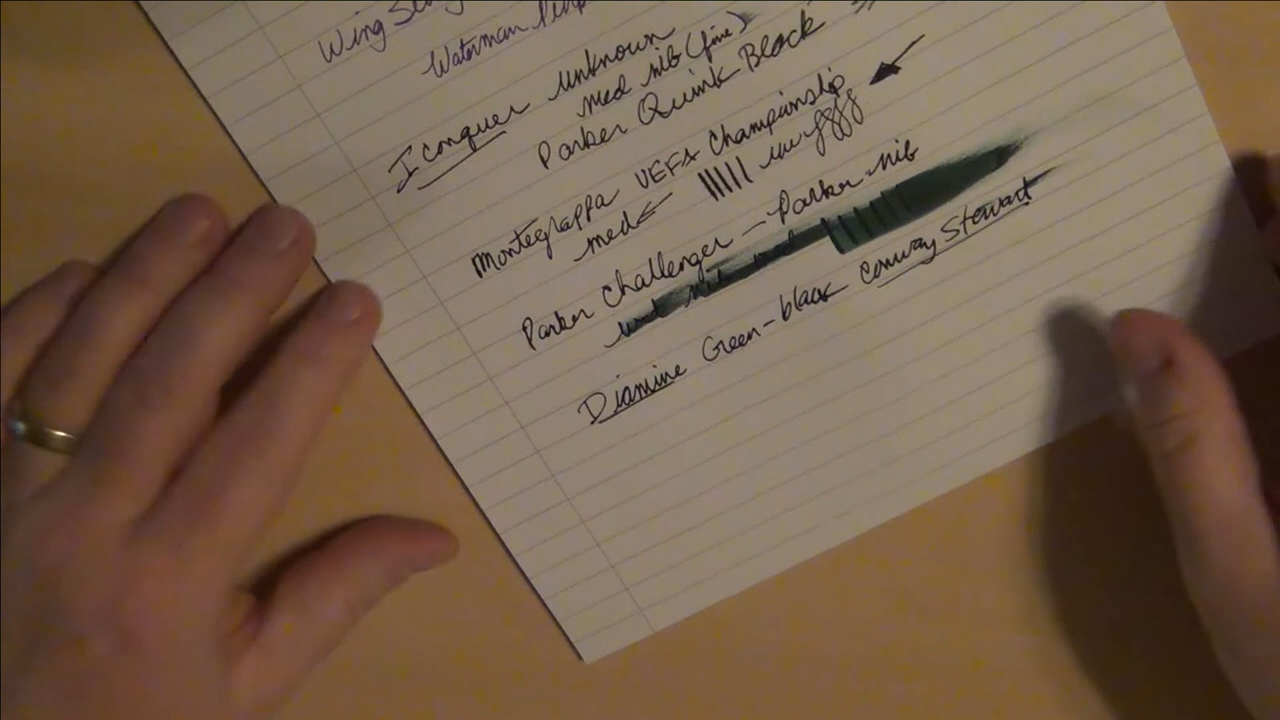 Wing
Waterman
Iconquer unknown
med nib (fine)
Parker Quink Black
Montegrappa UEFA Championship
med
Parker Challenger - Parker nib
Diamine Green-black Conway Stewart